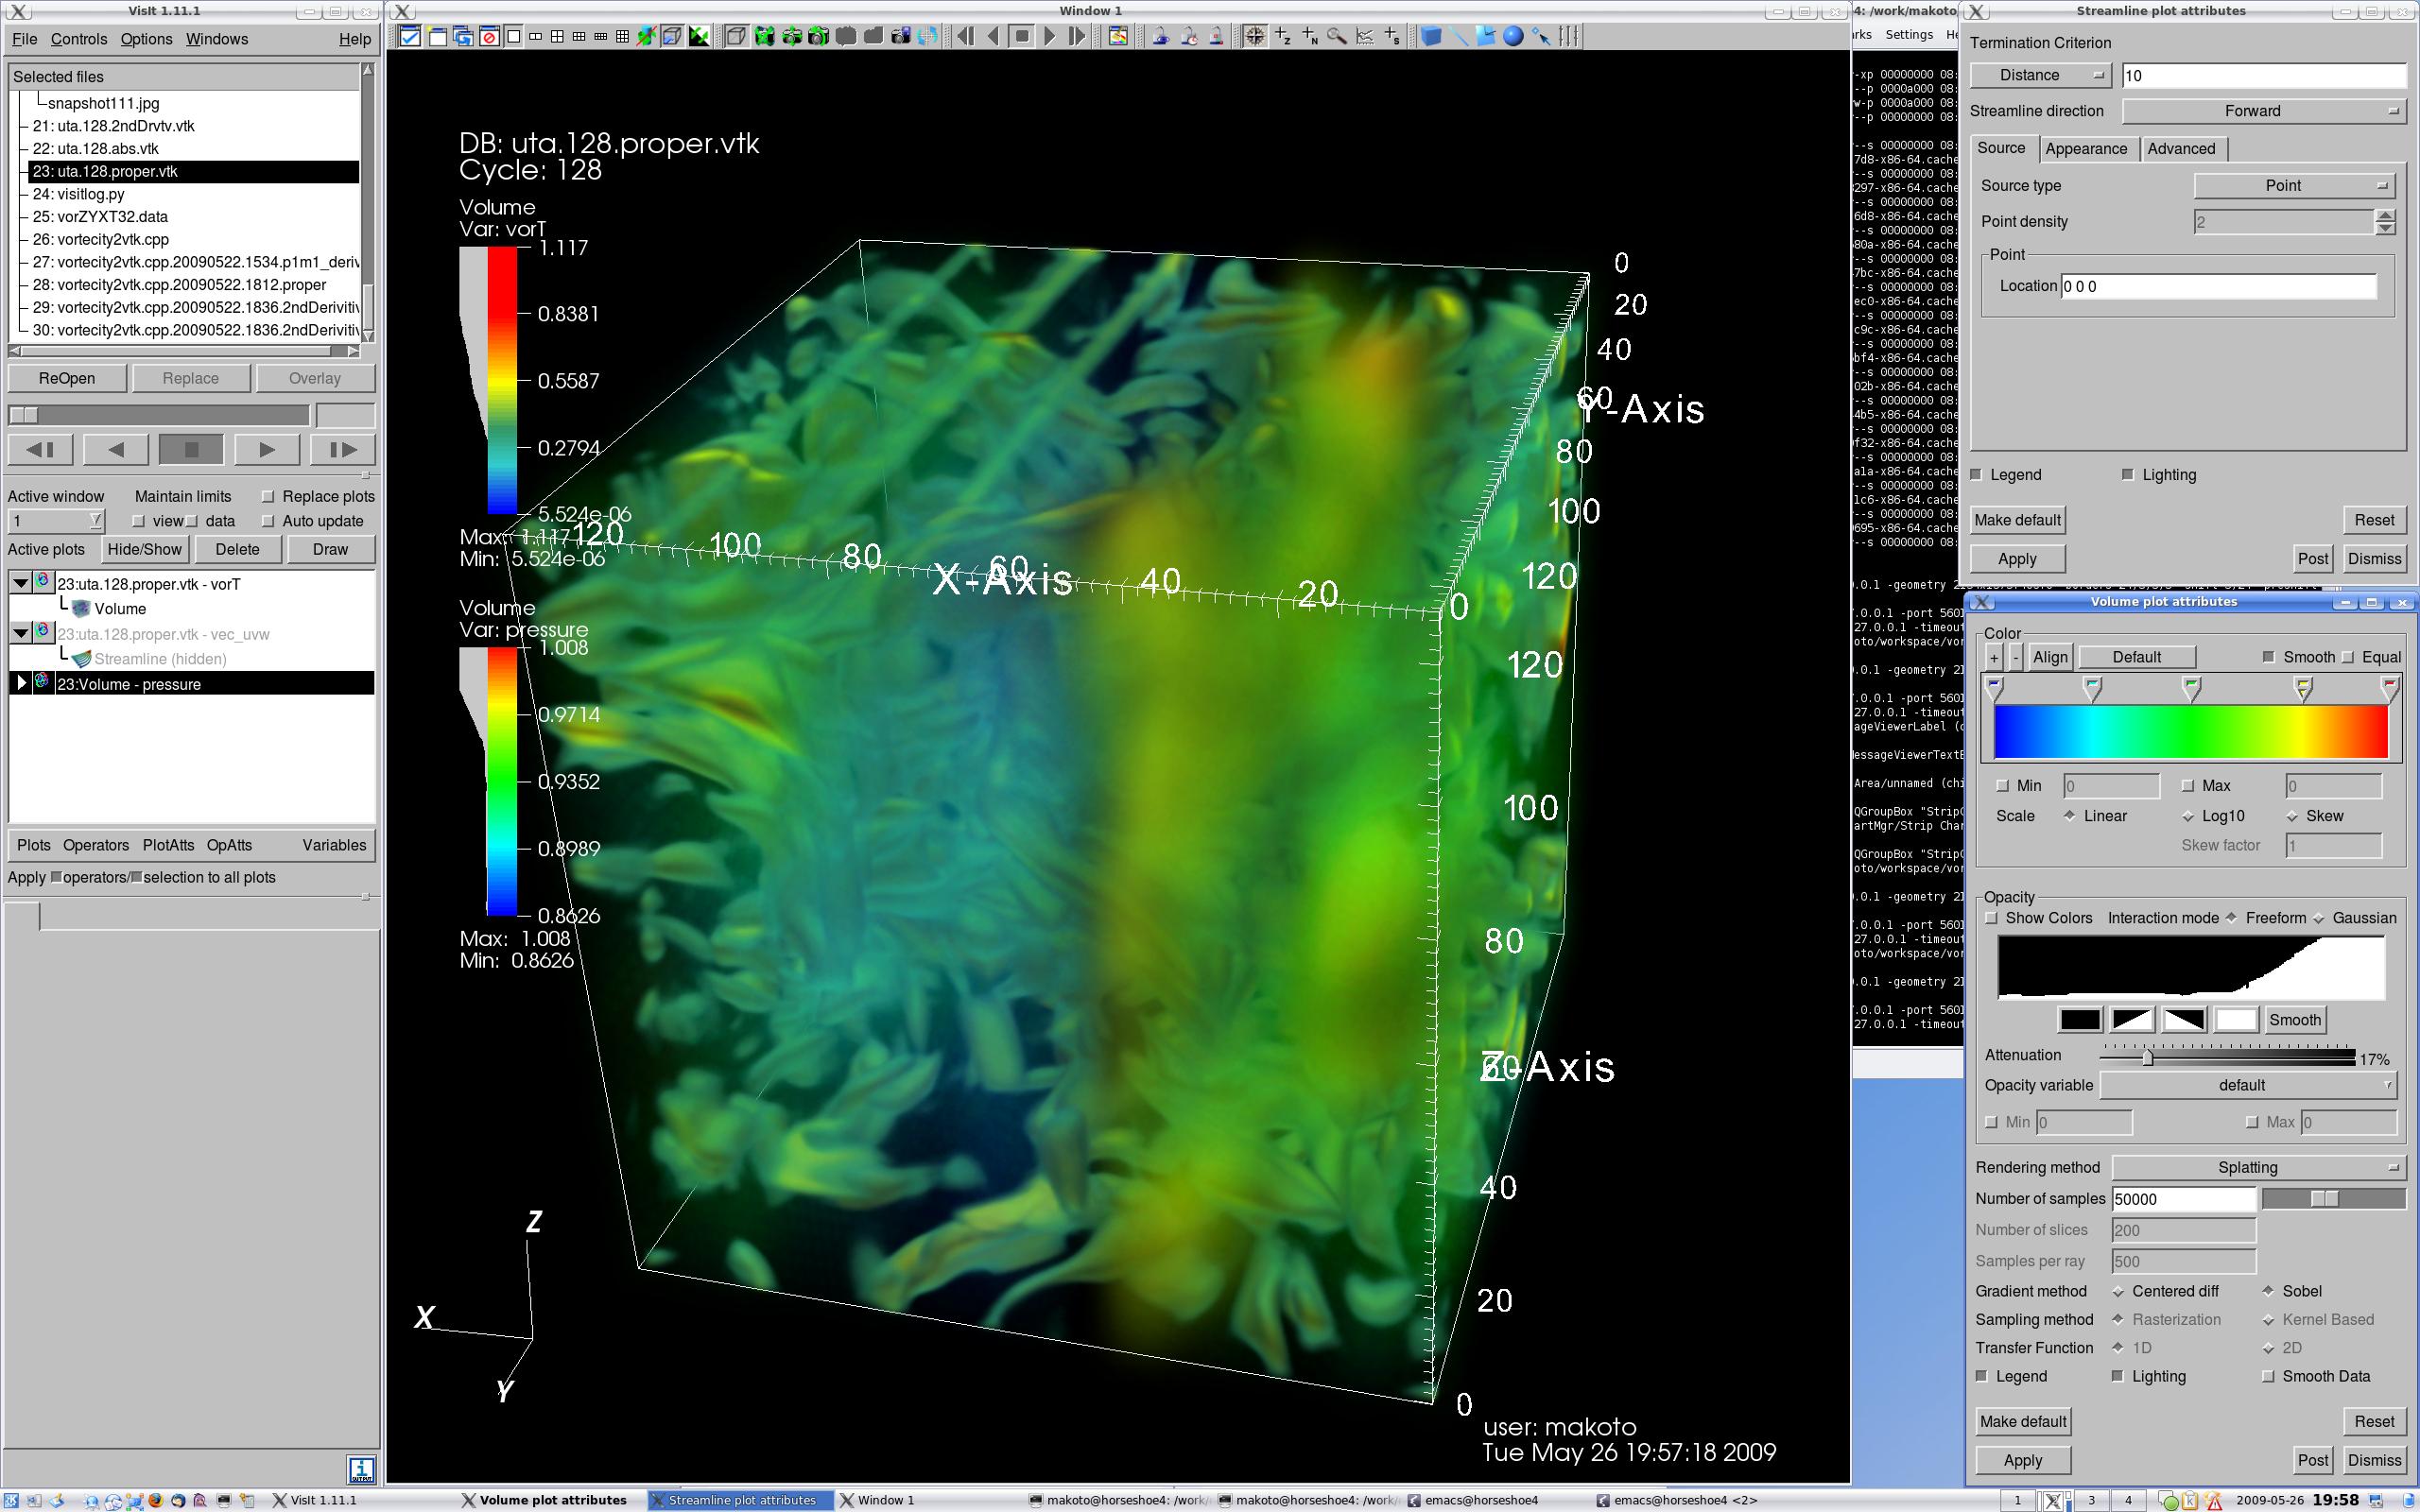 VisIt 1.11.1
File Controls Options Windows Help
Selected files
snapshot111.jpg
21: uta.128.2ndDrvtv.vtk
22: uta.128.abs.vtk
23: uta.128.proper.vtk
24: visitlog.py
25: vorZYXT32.data
26: vortecity2vtk.cpp
27: vortecity2vtk.cpp.20090522.1534.p1m1_deriv
28: vortecity2vtk.cpp.20090522.1812.proper
29: vortecity2vtk.cpp.20090522.1836.2ndDerivitiv
30: vortecity2vtk.cpp.20090522.1836.2ndDerivitiv
ReOpen Replace Overlay
Active window Maintain limits Replace plots
1 view data Auto update
Active plots Hide/Show Delete Draw
23:uta.128.proper.vtk - vorT
Volume
23:uta.128.proper.vtk - vec_uvw
Streamline (hidden)
23:Volume - pressure
Plots Operators PlotAtts OpAtts Variables
Apply operators/ selection to all plots
Window 1
DB: uta.128.proper.vtk
Cycle: 128
Volume
Var: vorT
1.117
0.8381
0.5587
0.2794
5.524e-06
Max: 1.117
Min: 5.524e-06
Volume
Var: pressure
1.008
0.9714
0.9352
0.8989
0.8626
Max: 1.008
Min: 0.8626
120
100
80
60
X-Axis
40
20
0
0
20
40
60
Y-Axis
80
100
120
120
100
80
60
Z-Axis
40
20
0
Z
X
Y
user: makoto
Tue May 26 19:57:18 2009
4: /work/makoto
rks Settings
Streamline plot attributes
Termination Criterion
Distance 10
Streamline direction Forward
Source Appearance Advanced
Source type Point
Point density 2
Point
Location 0 0 0
Legend Lighting
Make default Reset
Apply Post Dismiss
Volume plot attributes
Color
+ - Align Default Smooth Equal
Min 0 Max 0
Scale Linear Log10 Skew
Skew factor 1
Opacity
Show Colors Interaction mode Freeform Gaussian
Smooth
Attenuation 17%
Opacity variable default
Min 0 Max 0
Rendering method Splatting
Number of samples 50000
Number of slices 200
Samples per ray 500
Gradient method Centered diff Sobel
Sampling method Rasterization Kernel Based
Transfer Function 1D 2D
Legend Lighting Smooth Data
Make default Reset
Apply Post Dismiss
VisIt 1.11.1 Volume plot attributes Streamline plot attributes Window 1 makoto@horseshoe4: /work/ makoto@horseshoe4: /work/ emacs@horseshoe4 emacs@horseshoe4 <2> 1 3 4 2009-05-26 19:58